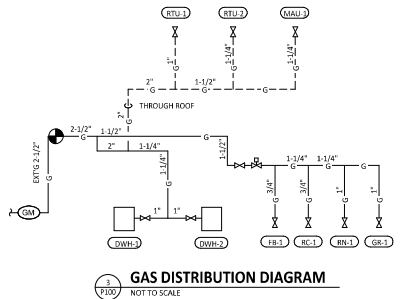 RTU-1 RTU-2 MAU-1
1" 1-1/4" 1-1/4"
G G G
2" 1-1/2"
G G G
2"
THROUGH ROOF
G
2-1/2" 1-1/2"
G G
2" 1-1/4"
EXT'G 2-1/2"
G
1-1/4"
G
1-1/2"
1-1/4" 1-1/4"
G G
3/4" 3/4" 1" 1"
G G G G
1" 1"
GM
DWH-1 DWH-2
FB-1 RC-1 RN-1 GR-1
3
P100
GAS DISTRIBUTION DIAGRAM
NOT TO SCALE